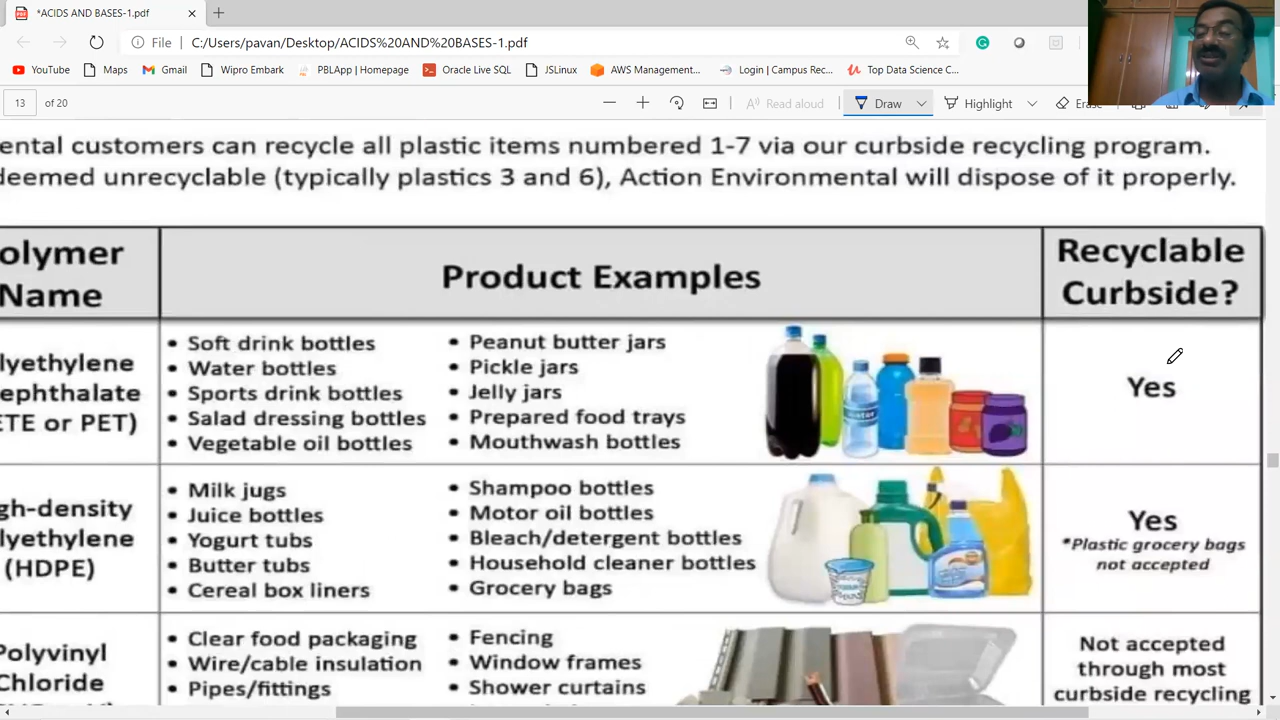 *ACIDS AND BASES-1.pdf
File C:/Users/pavan/Desktop/ACIDS%20AND%20BASES-1.pdf
YouTube Maps Gmail Wipro Embark PBLApp | Homepage Oracle Live SQL JSLinux AWS Management... Login | Campus Rec... Top Data Science C...
13 of 20 Read aloud Draw Highlight
ental customers can recycle all plastic items numbered 1-7 via our curbside recycling program.
deemed unrecyclable (typically plastics 3 and 6), Action Environmental will dispose of it properly.
olymer
Name
Product Examples
Recyclable
Curbside?
lyethylene
ephthalate
ETE or PET)
• Soft drink bottles
• Water bottles
• Sports drink bottles
• Salad dressing bottles
• Vegetable oil bottles
• Peanut butter jars
• Pickle jars
• Jelly jars
• Prepared food trays
• Mouthwash bottles
water
Yes
gh-density
lyethylene
(HDPE)
• Milk jugs
• Juice bottles
• Yogurt tubs
• Butter tubs
• Cereal box liners
• Shampoo bottles
• Motor oil bottles
• Bleach/detergent bottles
• Household cleaner bottles
• Grocery bags
Yes
*Plastic grocery bags
not accepted
Polyvinyl
Chloride
• Clear food packaging
• Wire/cable insulation
• Pipes/fittings
• Fencing
• Window frames
• Shower curtains
Not accepted
through most
curbside recycling